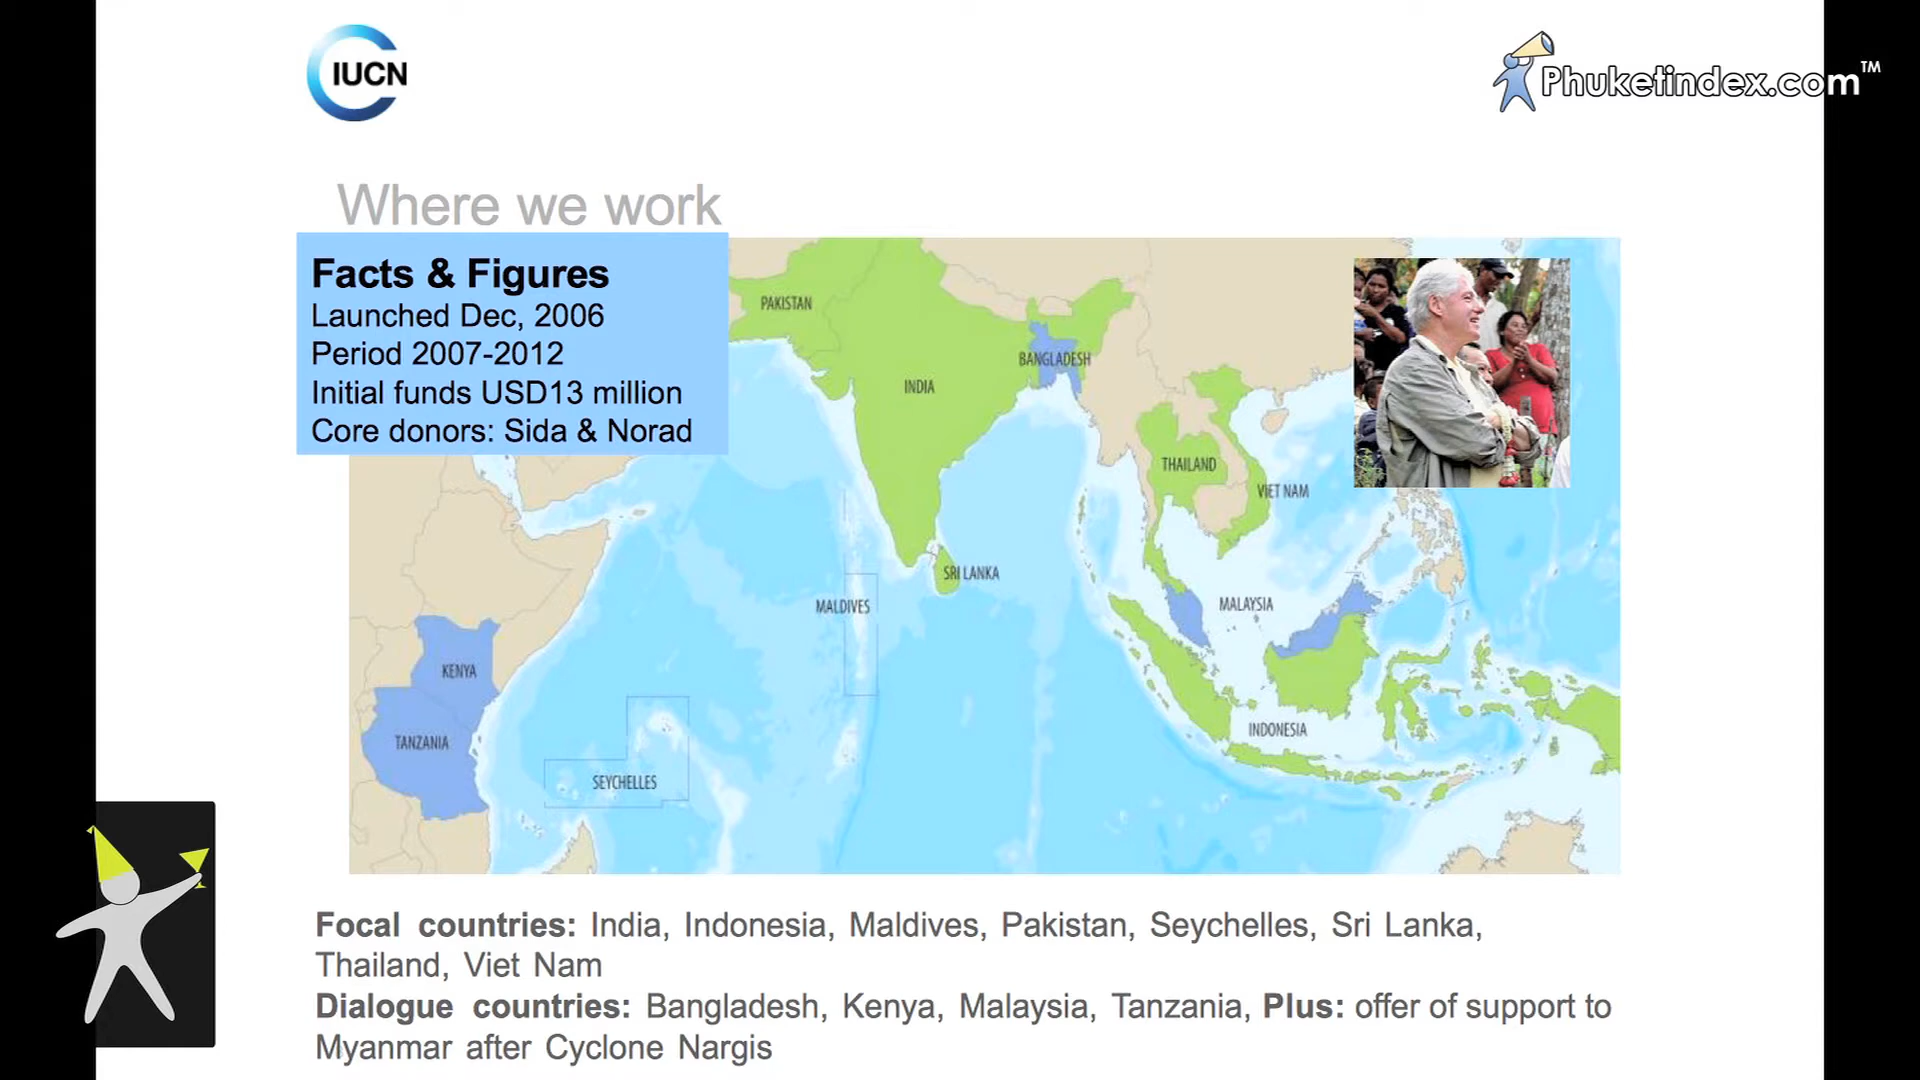 IUCN
Phuketindex.com™
Where we work
Facts & Figures
Launched Dec, 2006
Period 2007-2012
Initial funds USD13 million
Core donors: Sida & Norad
PAKISTAN
BANGLADESH
INDIA
THAILAND
VIET NAM
SRI LANKA
MALDIVES
MALAYSIA
KENYA
TANZANIA
INDONESIA
SEYCHELLES
Focal countries: India, Indonesia, Maldives, Pakistan, Seychelles, Sri Lanka,
Thailand, Viet Nam
Dialogue countries: Bangladesh, Kenya, Malaysia, Tanzania, Plus: offer of support to
Myanmar after Cyclone Nargis